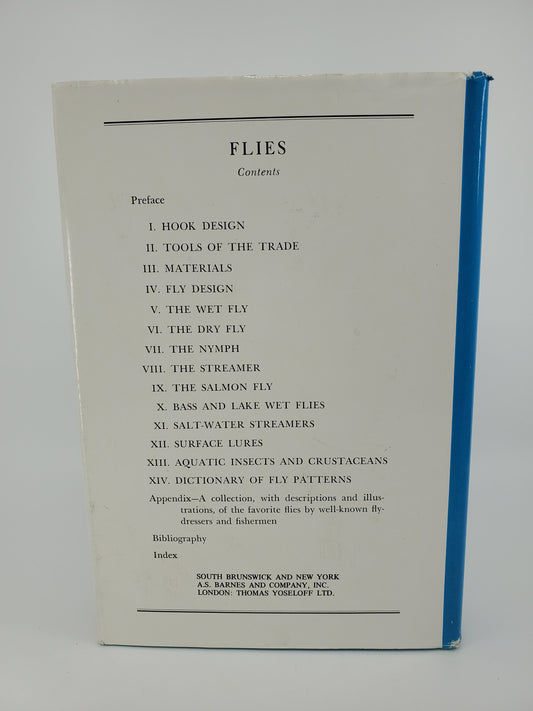 FLIES
Contents
Preface
I. HOOK DESIGN
II. TOOLS OF THE TRADE
III. MATERIALS
IV. FLY DESIGN
V. THE WET FLY
VI. THE DRY FLY
VII. THE NYMPH
VIII. THE STREAMER
IX. THE SALMON FLY
X. BASS AND LAKE WET FLIES
XI. SALT-WATER STREAMERS
XII. SURFACE LURES
XIII. AQUATIC INSECTS AND CRUSTACEANS
XIV. DICTIONARY OF FLY PATTERNS
Appendix—A collection, with descriptions and illus-
trations, of the favorite flies by well-known fly-
dressers and fishermen
Bibliography
Index
SOUTH BRUNSWICK AND NEW YORK
A.S. BARNES AND COMPANY, INC.
LONDON: THOMAS YOSELOFF LTD.